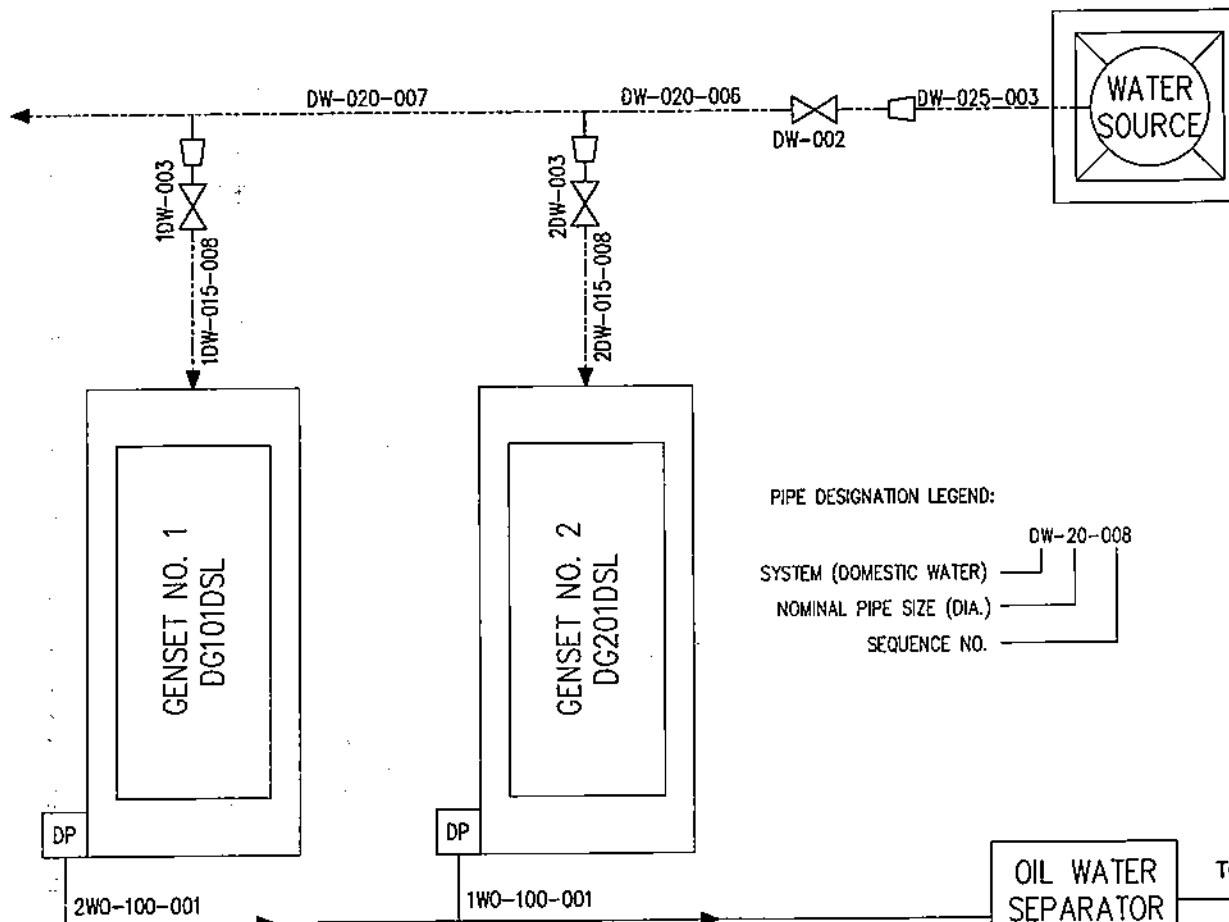 DW-020-007
DW-020-006
DW-025-003
WATER
SOURCE
DW-002
1DW-003
2DW-003
1DW-015-008
2DW-015-008
GENSET NO. 1
DG101DSL
GENSET NO. 2
DG201DSL
PIPE DESIGNATION LEGEND:
DW-20-008
SYSTEM (DOMESTIC WATER)
NOMINAL PIPE SIZE (DIA.)
SEQUENCE NO.
DP
DP
2WO-100-001
1WO-100-001
OIL WATER
SEPARATOR